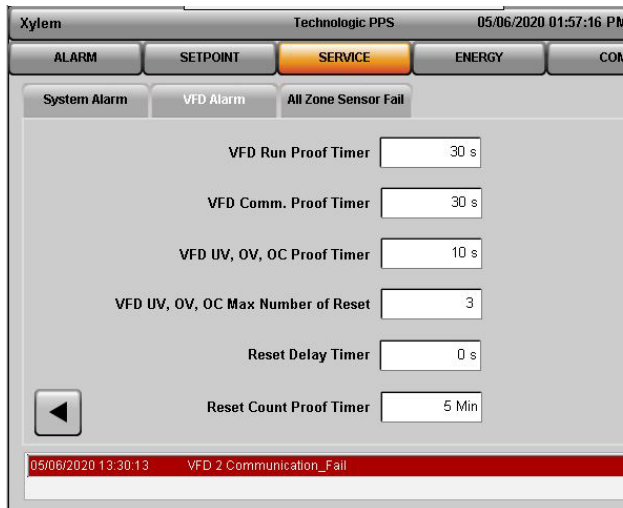 Xylem Technologic PPS 05/06/2020 01:57:16 PM
ALARM SETPOINT SERVICE ENERGY COM
System Alarm VFD Alarm All Zone Sensor Fail
VFD Run Proof Timer 30 s
VFD Comm. Proof Timer 30 s
VFD UV, OV, OC Proof Timer 10 s
VFD UV, OV, OC Max Number of Reset 3
Reset Delay Timer 0 s
Reset Count Proof Timer 5 Min
05/06/2020 13:30:13 VFD 2 Communication_Fail